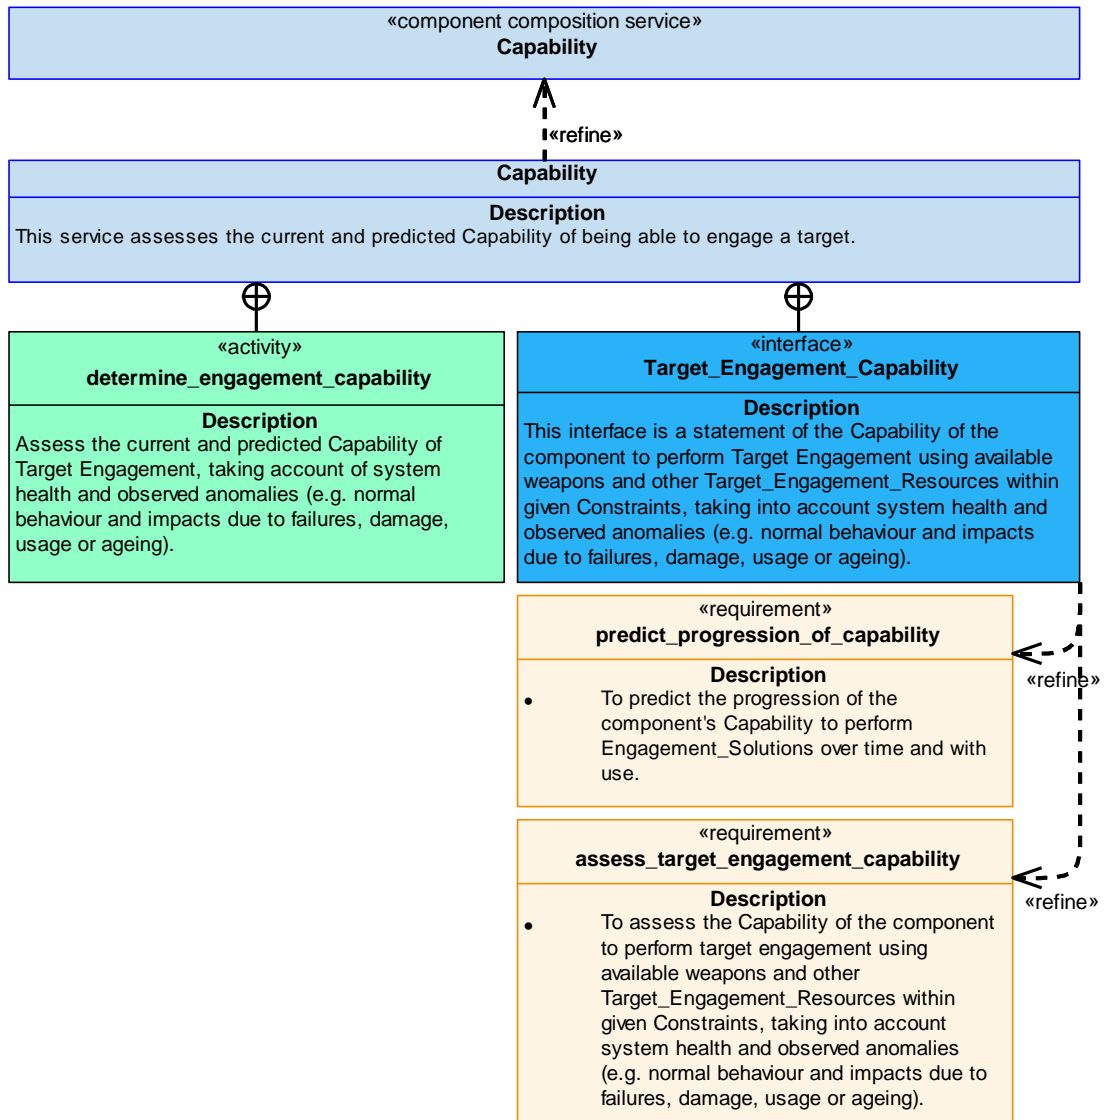 «component composition service»
Capability
«refine»
Capability
Description
This service assesses the current and predicted Capability of being able to engage a target.
«activity»
determine_engagement_capability
Description
Assess the current and predicted Capability of
Target Engagement, taking account of system
health and observed anomalies (e.g. normal
behaviour and impacts due to failures, damage,
usage or ageing).
«interface»
Target_Engagement_Capability
Description
This interface is a statement of the Capability of the
component to perform Target Engagement using available
weapons and other Target_Engagement_Resources within
given Constraints, taking into account system health and
observed anomalies (e.g. normal behaviour and impacts
due to failures, damage, usage or ageing).
«requirement»
predict_progression_of_capability
Description
• To predict the progression of the
component's Capability to perform
Engagement_Solutions over time and with
use.
«refine»
«requirement»
assess_target_engagement_capability
Description
• To assess the Capability of the component
to perform target engagement using
available weapons and other
Target_Engagement_Resources within
given Constraints, taking into account
system health and observed anomalies
(e.g. normal behaviour and impacts due to
failures, damage, usage or ageing).
«refine»